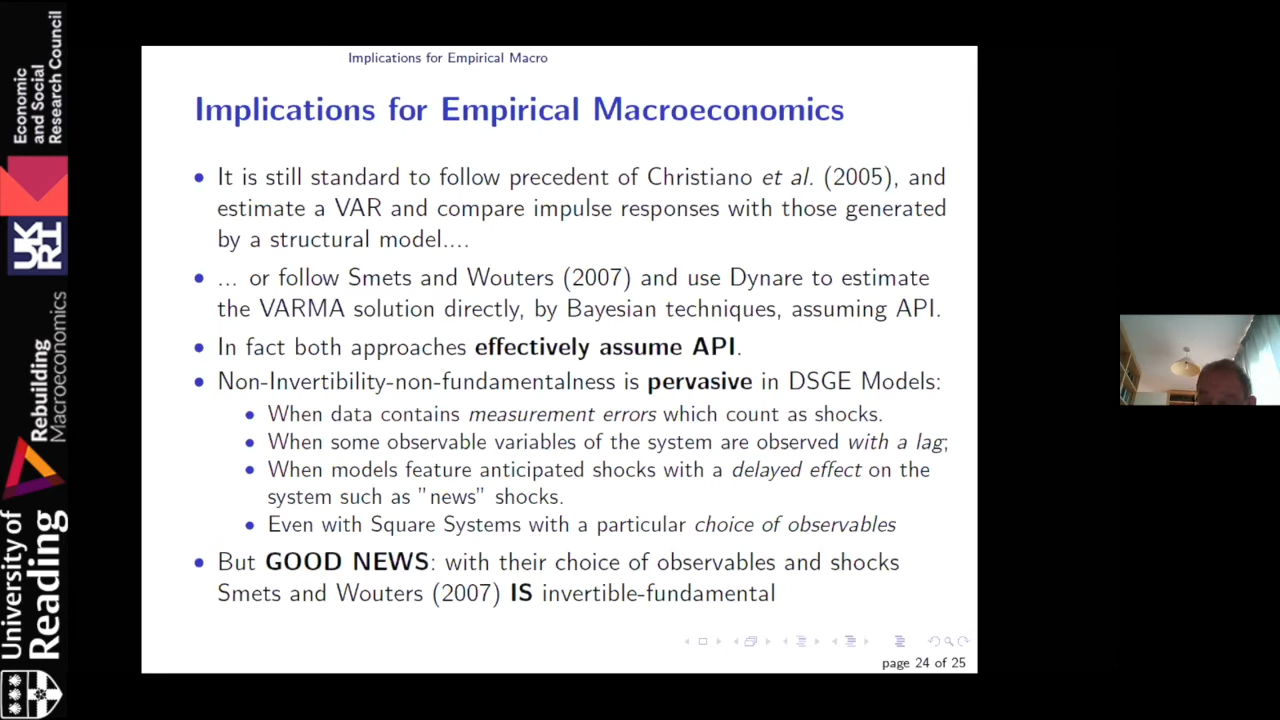 Economic
and Social
Research Council
UK
RI
Rebuilding
Macroeconomics
University of
Reading
Implications for Empirical Macro
Implications for Empirical Macroeconomics
• It is still standard to follow precedent of Christiano et al. (2005), and
estimate a VAR and compare impulse responses with those generated
by a structural model....
• ... or follow Smets and Wouters (2007) and use Dynare to estimate
the VARMA solution directly, by Bayesian techniques, assuming API.
• In fact both approaches effectively assume API.
• Non-Invertibility-non-fundamentalness is pervasive in DSGE Models:
• When data contains measurement errors which count as shocks.
• When some observable variables of the system are observed with a lag;
• When models feature anticipated shocks with a delayed effect on the
system such as "news" shocks.
• Even with Square Systems with a particular choice of observables
• But GOOD NEWS: with their choice of observables and shocks
Smets and Wouters (2007) IS invertible-fundamental
page 24 of 25